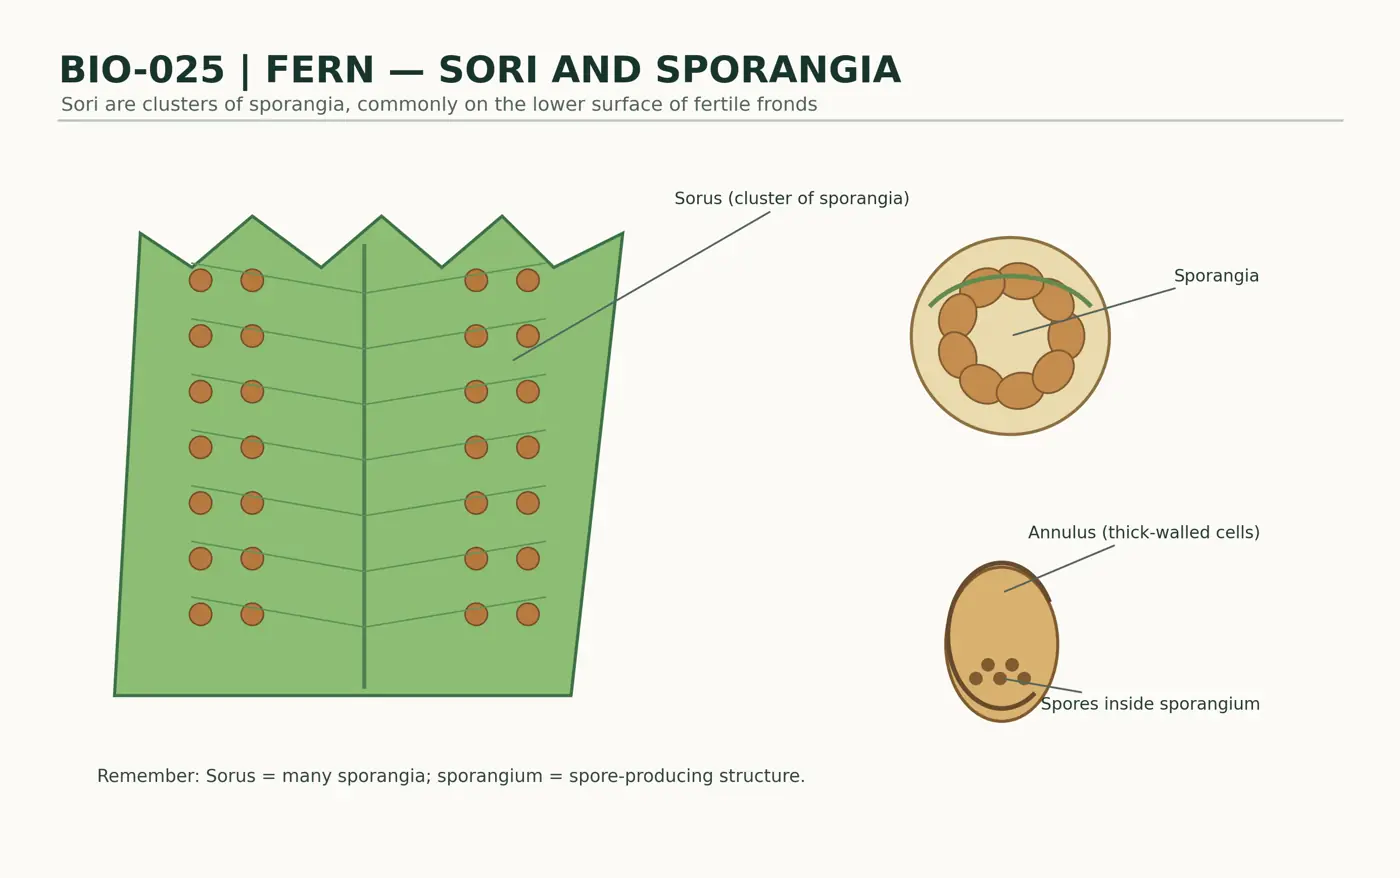 BIO-025 | FERN — SORI AND SPORANGIA
Sori are clusters of sporangia, commonly on the lower surface of fertile fronds
Sorus (cluster of sporangia)
Sporangia
Annulus (thick-walled cells)
Spores inside sporangium
Remember: Sorus = many sporangia; sporangium = spore-producing structure.